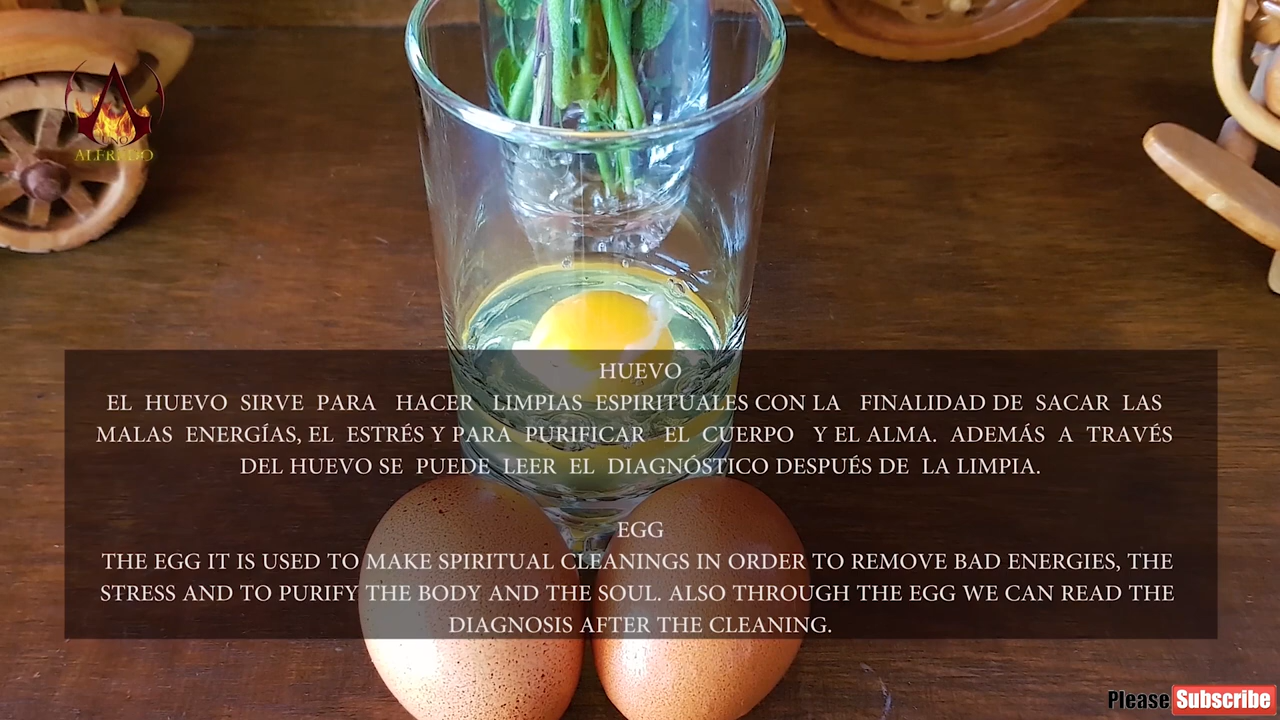 UNO
ALFREDO
HUEVO
EL HUEVO SIRVE PARA HACER LIMPIAS ESPIRITUALES CON LA FINALIDAD DE SACAR LAS
MALAS ENERGÍAS, EL ESTRÉS Y PARA PURIFICAR EL CUERPO Y EL ALMA. ADEMÁS A TRAVÉS
DEL HUEVO SE PUEDE LEER EL DIAGNÓSTICO DESPUÉS DE LA LIMPIA.
EGG
THE EGG IT IS USED TO MAKE SPIRITUAL CLEANINGS IN ORDER TO REMOVE BAD ENERGIES, THE
STRESS AND TO PURIFY THE BODY AND THE SOUL. ALSO THROUGH THE EGG WE CAN READ THE
DIAGNOSIS AFTER THE CLEANING.
Please Subscribe